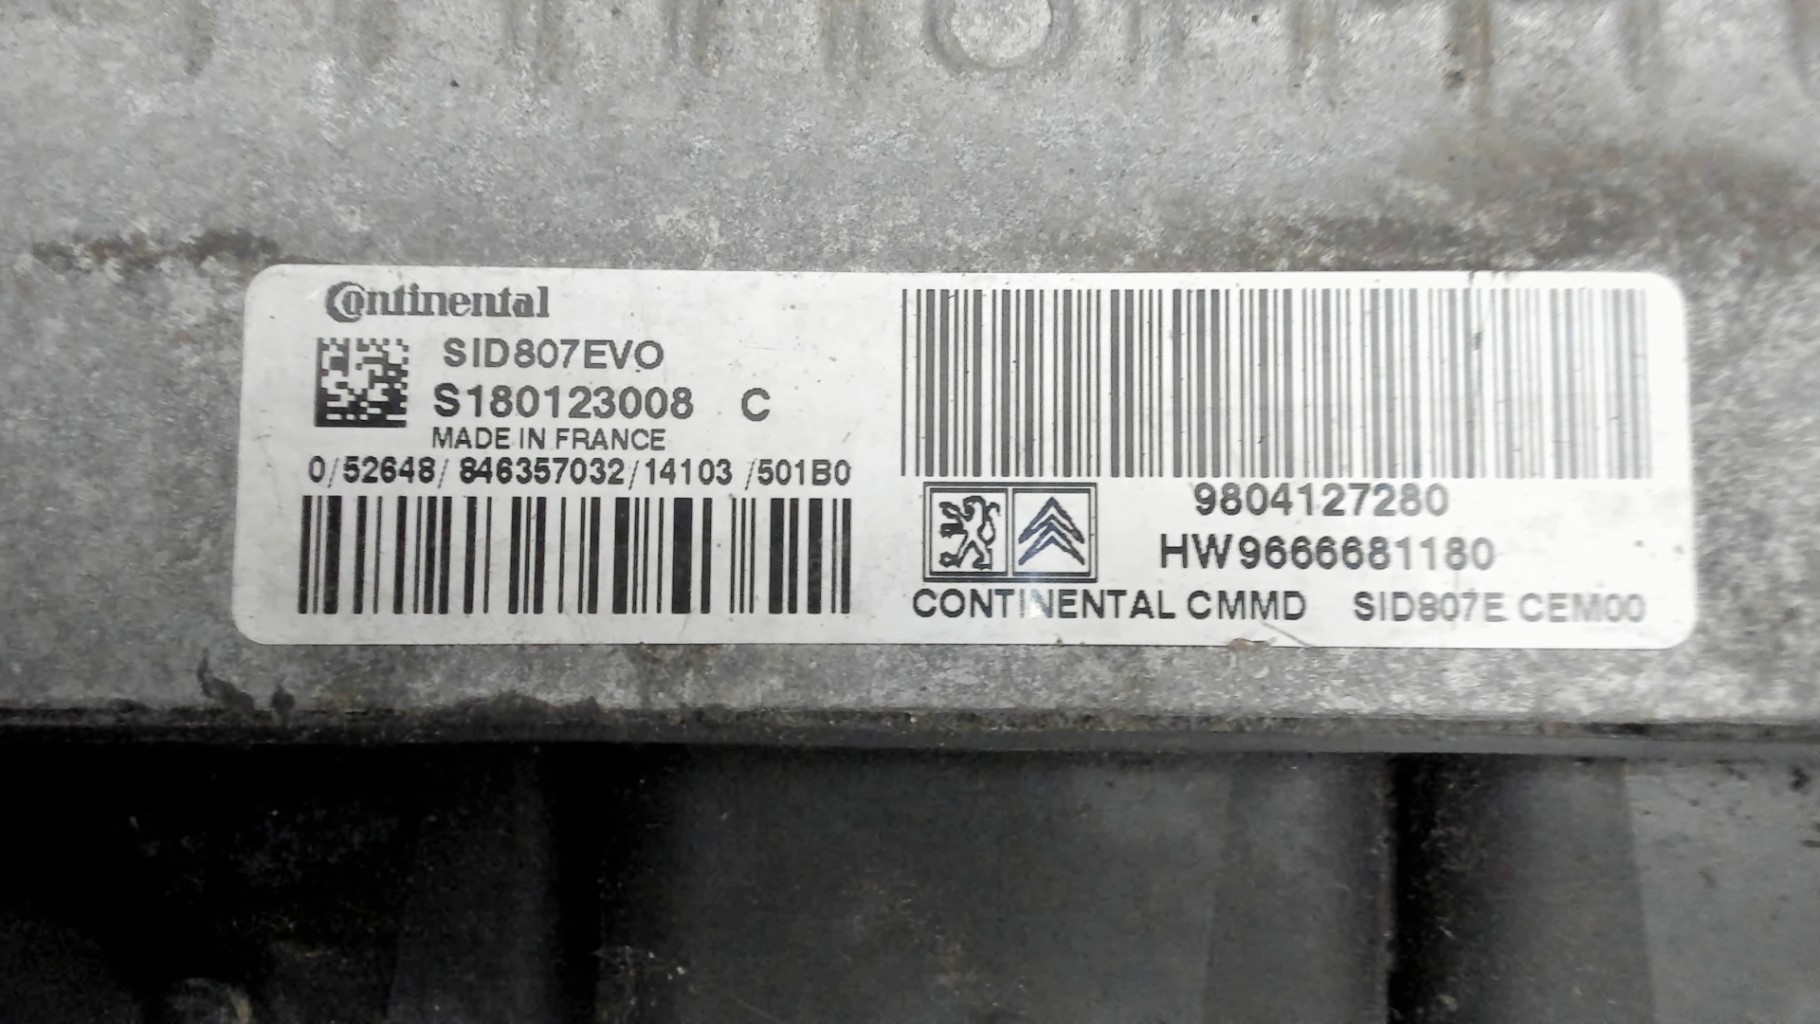 Continental
SID807EVO
S180123008 C
MADE IN FRANCE
0/52648/846357032/14103/501B0
9804127280
HW9666681180
CONTINENTAL CMMD SID807E CEM00